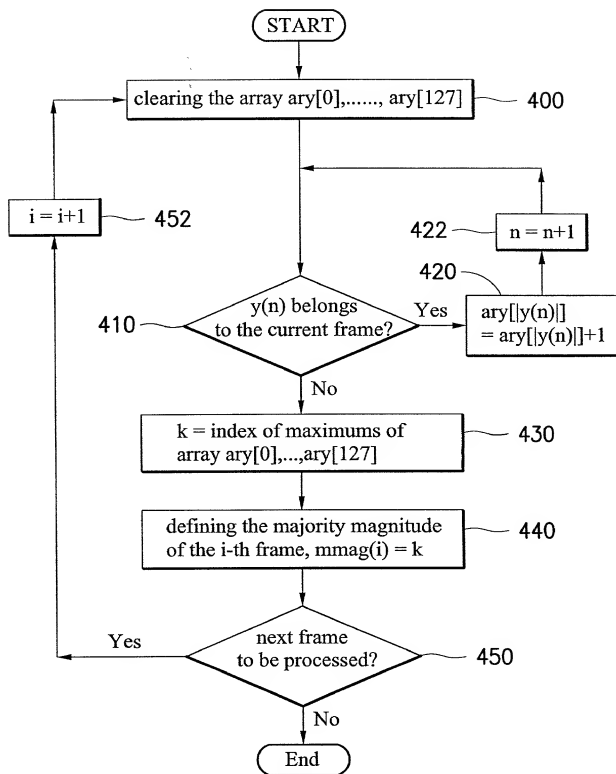 START
clearing the array ary[0],......, ary[127]
400
i = i+1
452
422
n = n+1
420
ary[|y(n)|]
= ary[|y(n)|]+1
410
y(n) belongs
to the current frame?
Yes
No
k = index of maximums of
array ary[0],...,ary[127]
430
defining the majority magnitude
of the i-th frame, mmag(i) = k
440
Yes
next frame
to be processed?
450
No
End